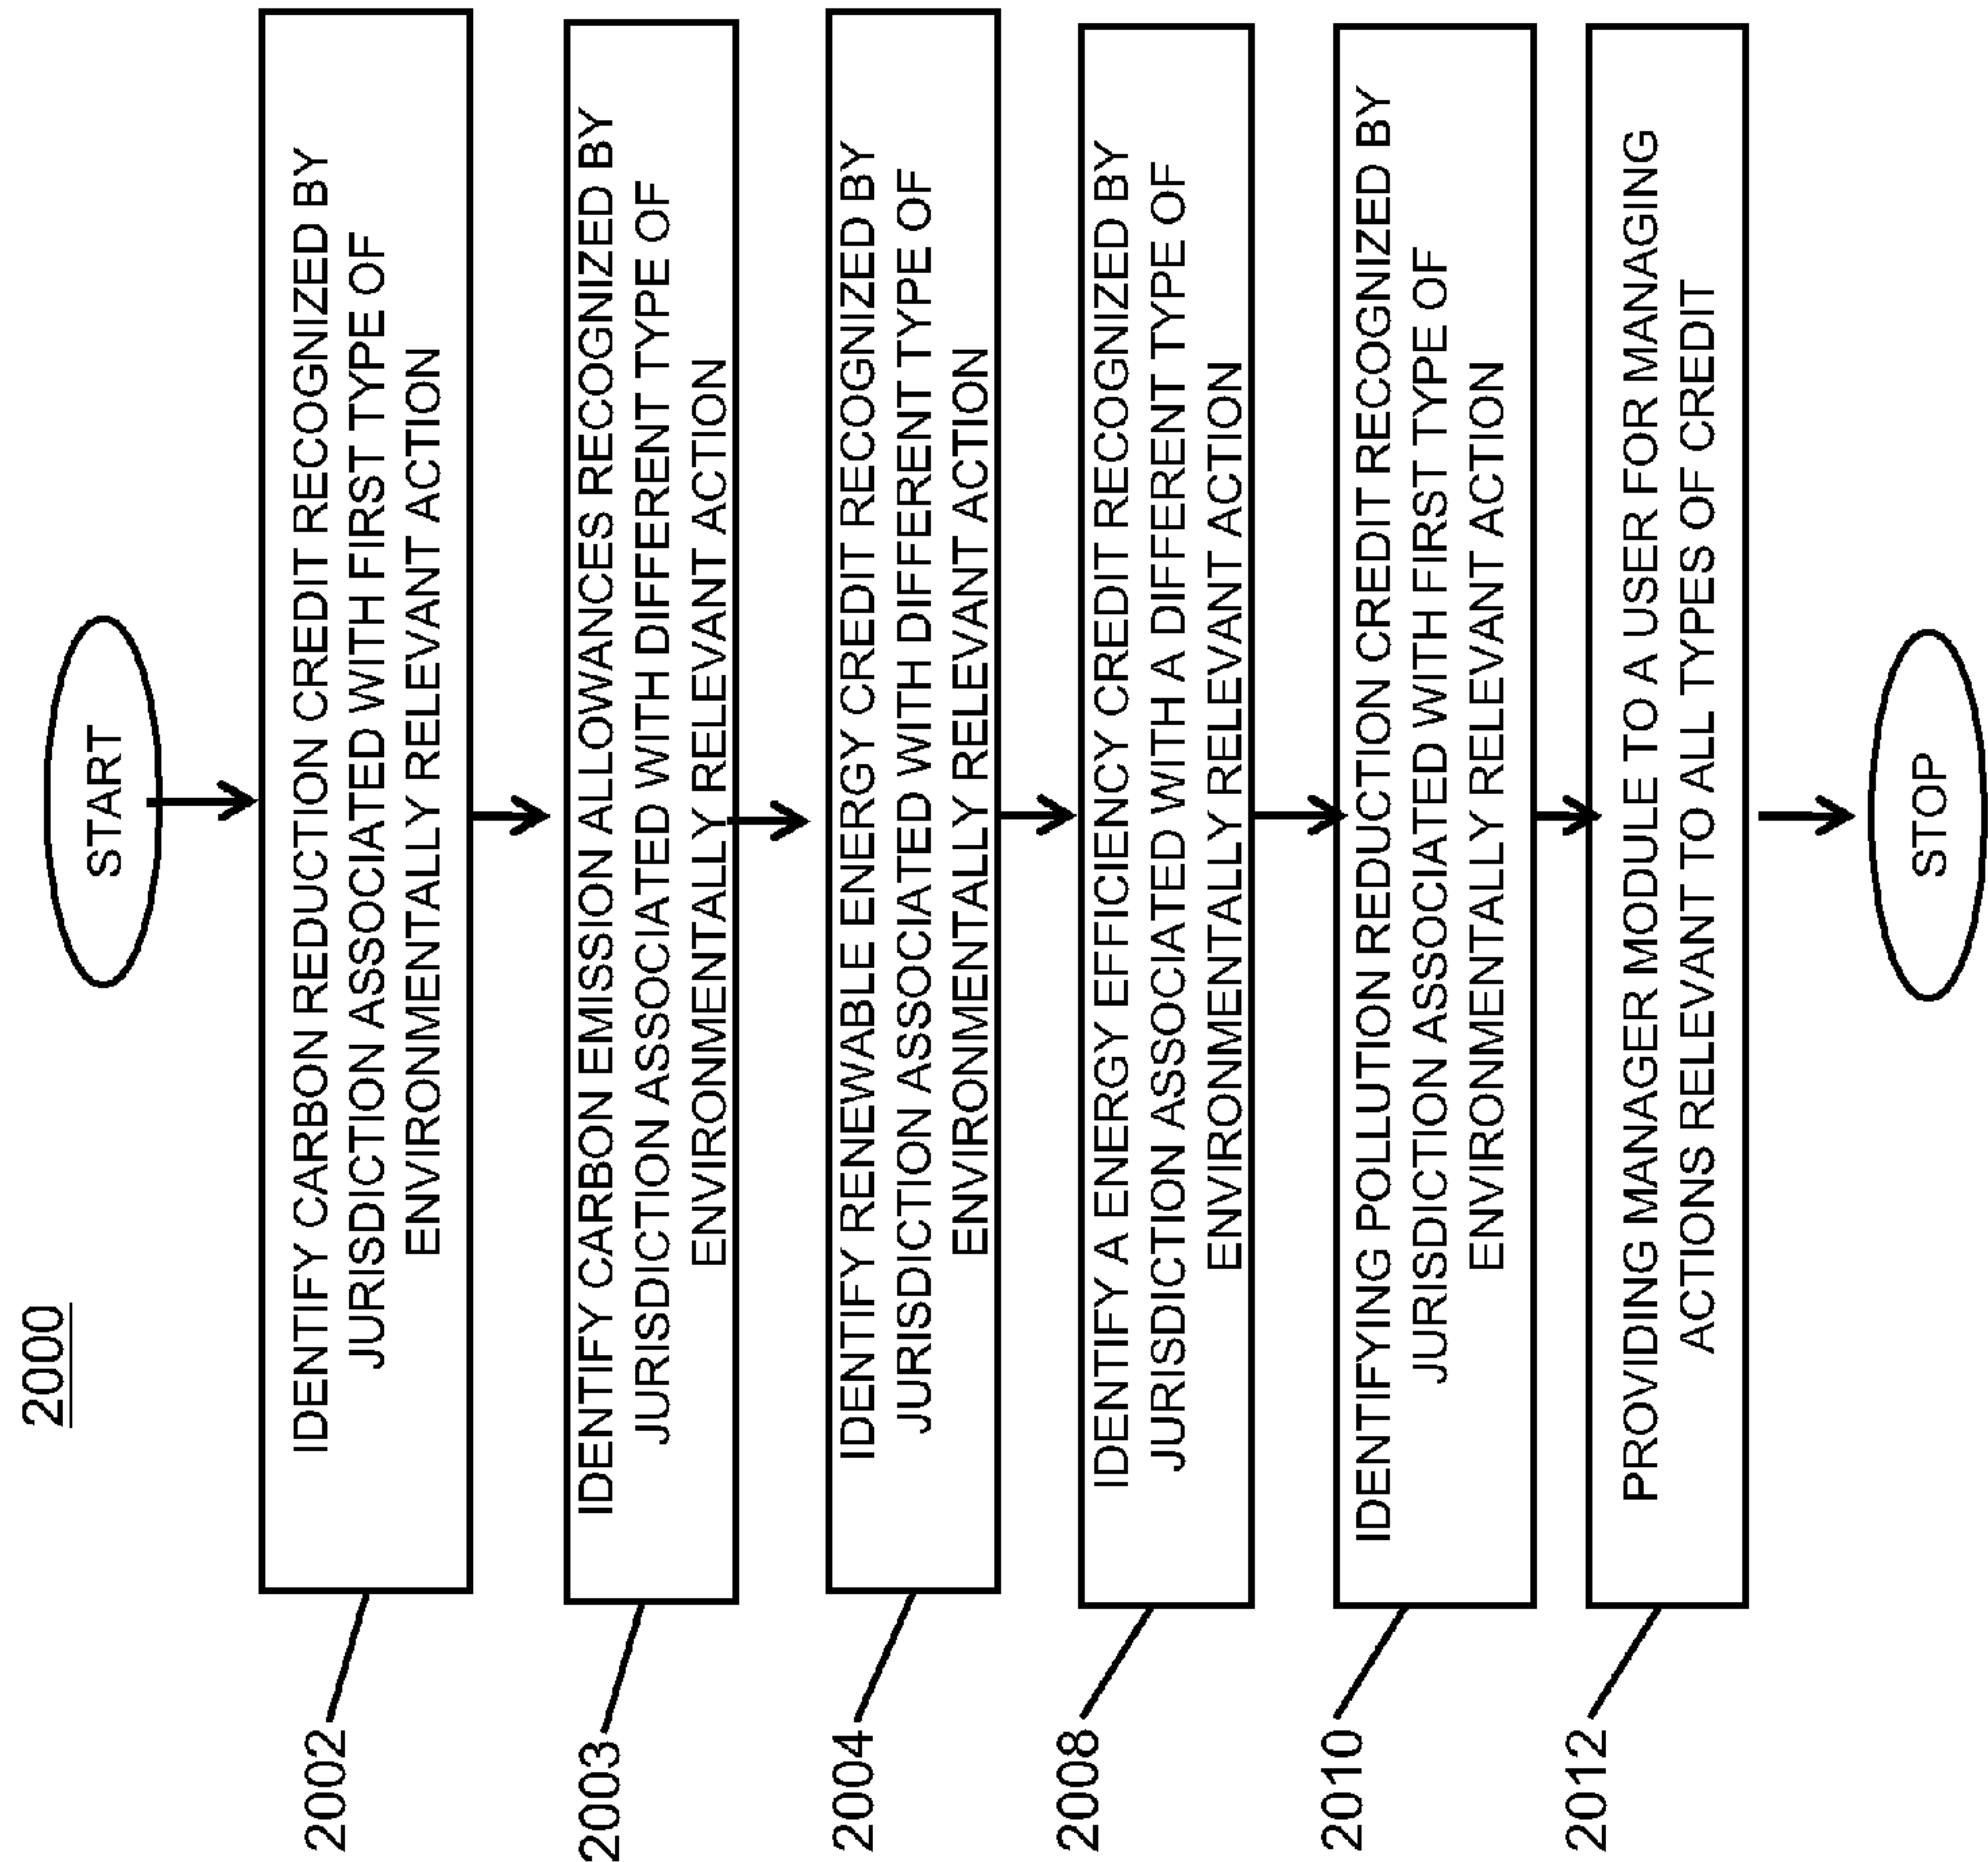 2000
START
IDENTIFY CARBON REDUCTION CREDIT RECOGNIZED BY
JURISDICTION ASSOCIATED WITH FIRST TYPE OF
ENVIRONMENTALLY RELEVANT ACTION
2002
IDENTIFY CARBON EMISSION ALLOWANCES RECOGNIZED BY
JURISDICTION ASSOCIATED WITH DIFFERENT TYPE OF
ENVIRONMENTALLY RELEVANT ACTION
2003
IDENTIFY RENEWABLE ENERGY CREDIT RECOGNIZED BY
JURISDICTION ASSOCIATED WITH DIFFERENT TYPE OF
ENVIRONMENTALLY RELEVANT ACTION
2004
IDENTIFY A ENERGY EFFICIENCY CREDIT RECOGNIZED BY
JURISDICTION ASSOCIATED WITH A DIFFERENT TYPE OF
ENVIRONMENTALLY RELEVANT ACTION
2008
IDENTIFYING POLLUTION REDUCTION CREDIT RECOGNIZED BY
JURISDICTION ASSOCIATED WITH FIRST TYPE OF
ENVIRONMENTALLY RELEVANT ACTION
2010
PROVIDING MANAGER MODULE TO A USER FOR MANAGING
ACTIONS RELEVANT TO ALL TYPES OF CREDIT
2012
STOP